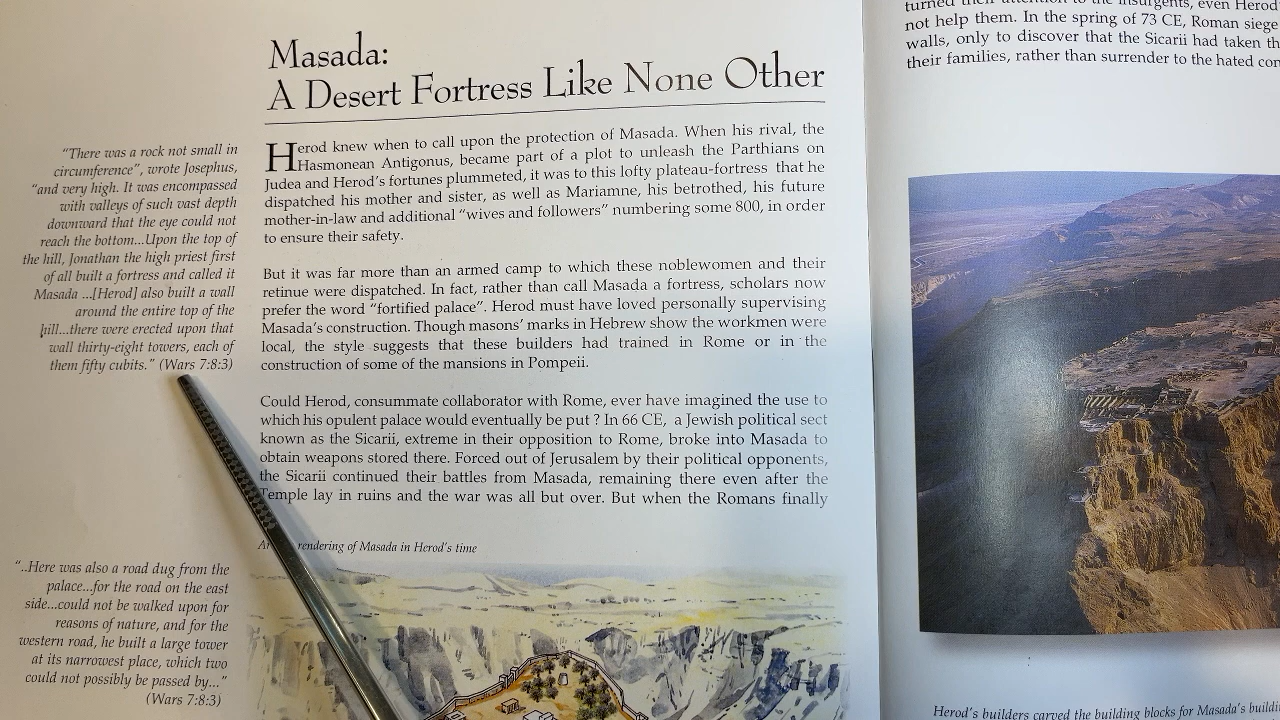 Masada:
A Desert Fortress Like None Other
"There was a rock not small in
circumference", wrote Josephus,
"and very high. It was encompassed
with valleys of such vast depth
downward that the eye could not
reach the bottom...Upon the top of
the hill, Jonathan the high priest first
of all built a fortress and called it
Masada ...[Herod] also built a wall
around the entire top of the
hill...there were erected upon that
wall thirty-eight towers, each of
them fifty cubits." (Wars 7:8:3)
"..Here was also a road dug from the
palace...for the road on the east
side...could not be walked upon for
reasons of nature, and for the
western road, he built a large tower
at its narrowest place, which two
could not possibly be passed by..."
(Wars 7:8:3)
Herod knew when to call upon the protection of Masada. When his rival, the
Hasmonean Antigonus, became part of a plot to unleash the Parthians on
Judea and Herod's fortunes plummeted, it was to this lofty plateau-fortress that he
dispatched his mother and sister, as well as Mariamne, his betrothed, his future
mother-in-law and additional "wives and followers" numbering some 800, in order
to ensure their safety.
But it was far more than an armed camp to which these noblewomen and their
retinue were dispatched. In fact, rather than call Masada a fortress, scholars now
prefer the word "fortified palace". Herod must have loved personally supervising
Masada's construction. Though masons' marks in Hebrew show the workmen were
local, the style suggests that these builders had trained in Rome or in the
construction of some of the mansions in Pompeii.
Could Herod, consummate collaborator with Rome, ever have imagined the use to
which his opulent palace would eventually be put ? In 66 CE, a Jewish political sect
known as the Sicarii, extreme in their opposition to Rome, broke into Masada to
obtain weapons stored there. Forced out of Jerusalem by their political opponents,
the Sicarii continued their battles from Masada, remaining there even after the
Temple lay in ruins and the war was all but over. But when the Romans finally
rendering of Masada in Herod's time
turned their attention to the insurgents, even Herod
not help them. In the spring of 73 CE, Roman siege
walls, only to discover that the Sicarii had taken th
their families, rather than surrender to the hated con
Herod's builders carved the building blocks for Masada's buildi